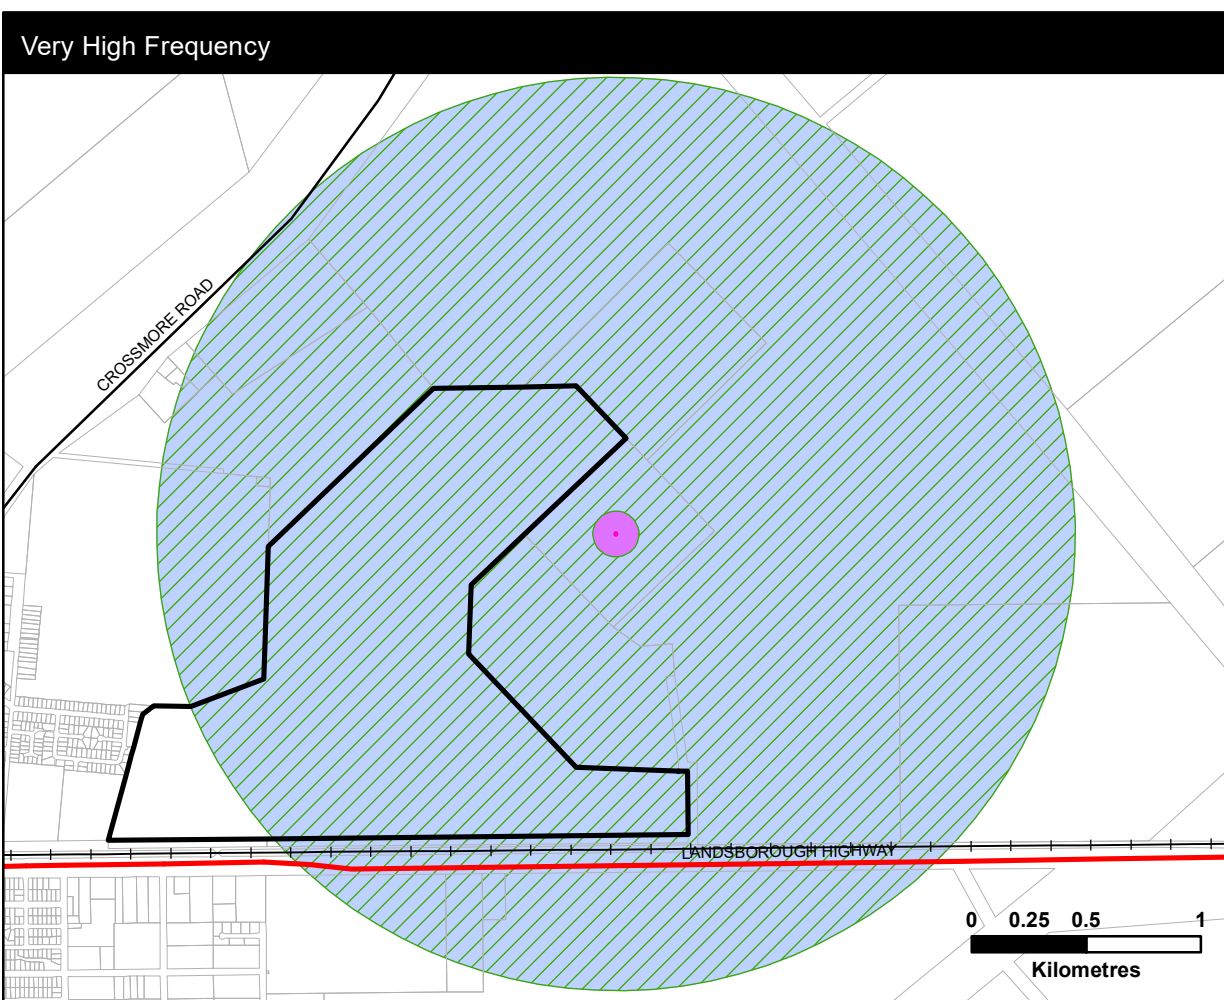 Very High Frequency
CROSSMORE ROAD
LANDSBOROUGH HIGHWAY
0 0.25 0.5 1
Kilometres